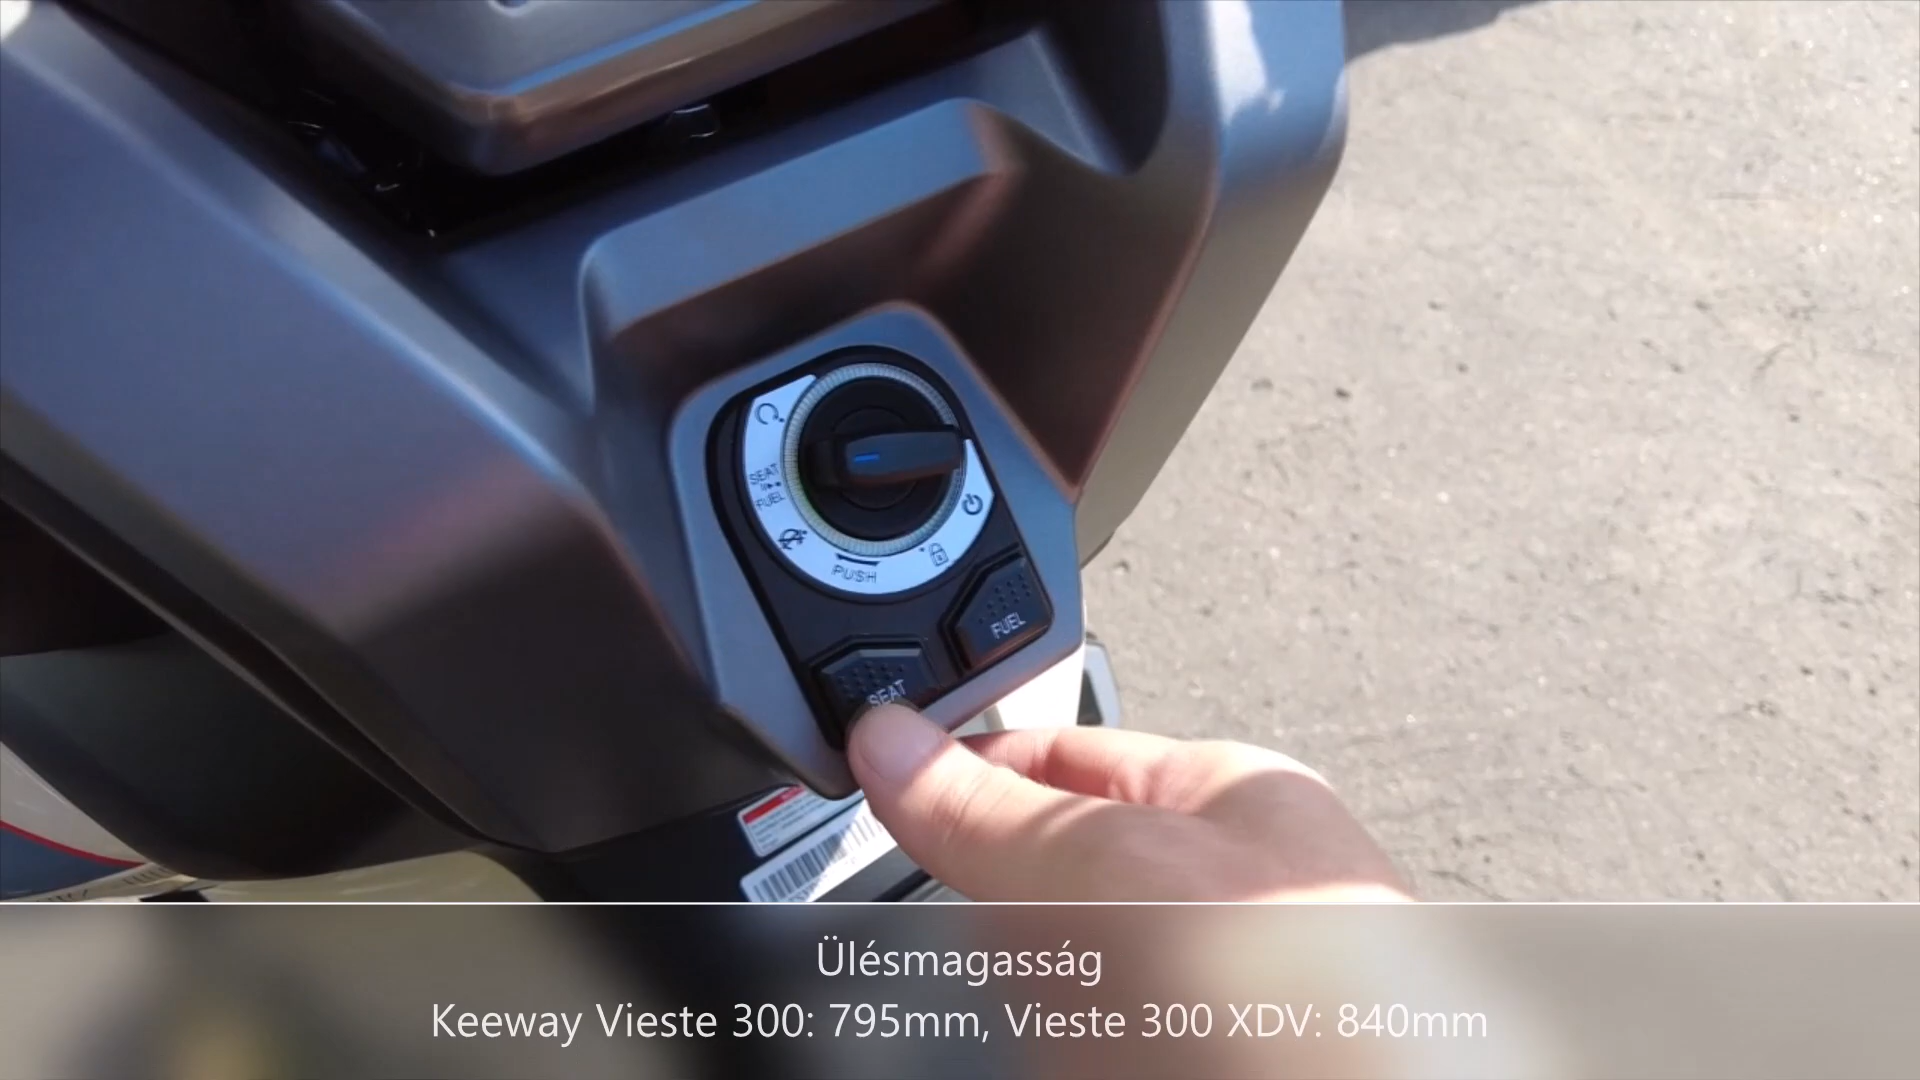 SEAT
FUEL
PUSH
FUEL
SEAT
Ülésmagasság
Keeway Vieste 300: 795mm, Vieste 300 XDV: 840mm